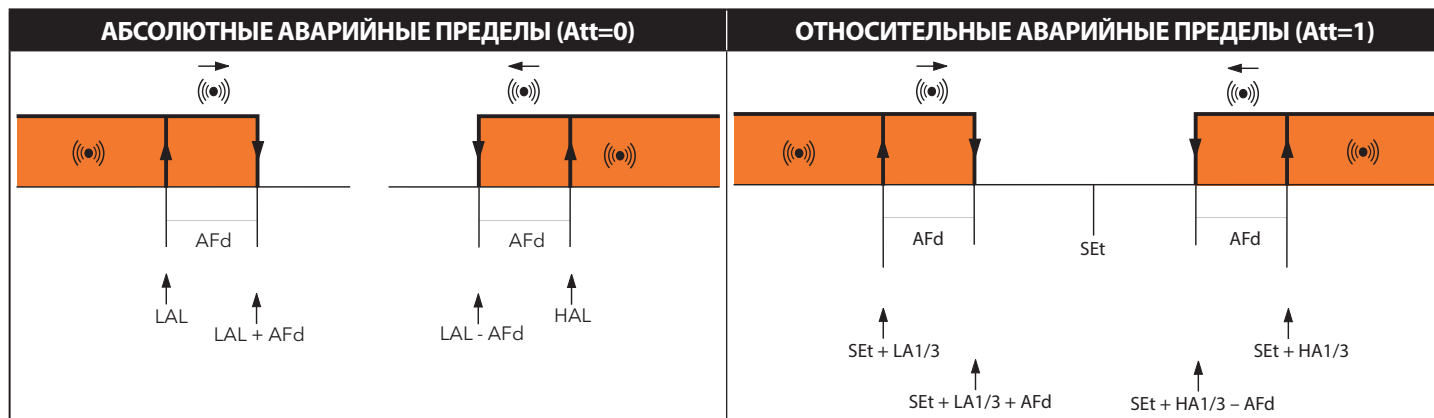 АБСОЛЮТНЫЕ АВАРИЙНЫЕ ПРЕДЕЛЫ (Att=0)
ОТНОСИТЕЛЬНЫЕ АВАРИЙНЫЕ ПРЕДЕЛЫ (Att=1)
AFd
AFd
LAL
LAL + AFd
LAL - AFd
HAL
AFd
SEt
AFd
SEt + LA1/3
SEt + HA1/3
SEt + LA1/3 + AFd
SEt + HA1/3 – AFd